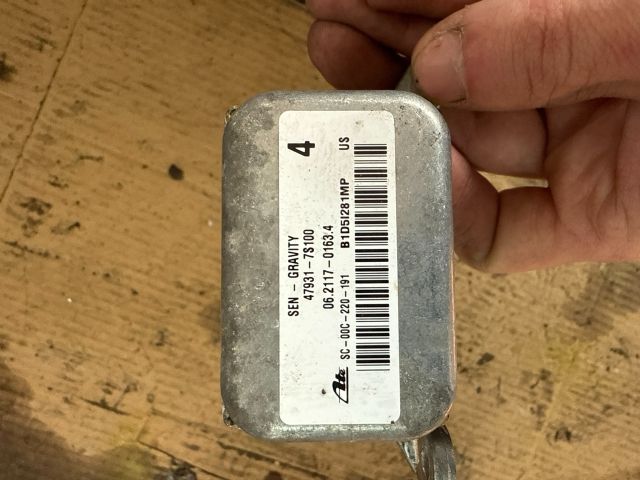 4
SEN - GRAVITY
47931-7S100
06.2117-0163.4
Ate SC-00C-220-191 B1D5I281MP US